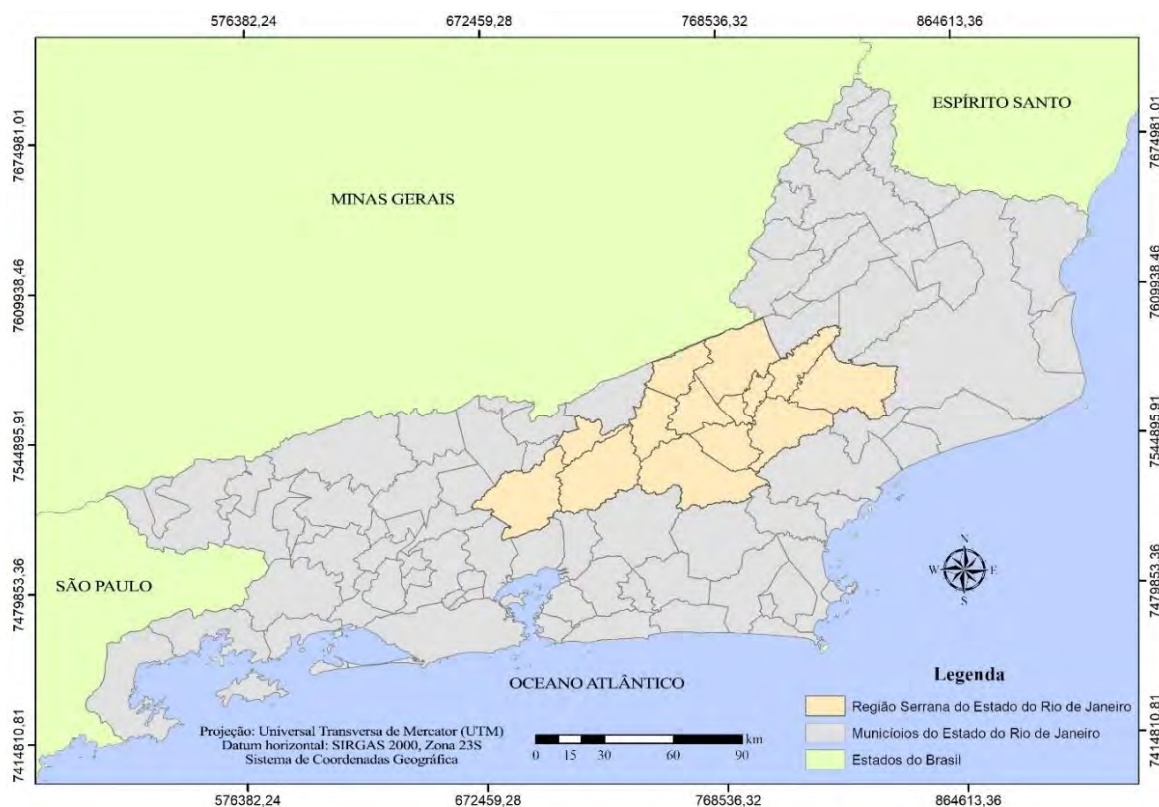 576382,24 672459,28 768536,32 864613,36
7674981,01 7674981,01
ESPÍRITO SANTO
MINAS GERAIS
7609938,46 7609938,46
7544895,91 7544895,91
SÃO PAULO
N
W E
S
7479853,36 7479853,36
OCEANO ATLÂNTICO
Legenda
Região Serrana do Estado do Rio de Janeiro
Municícios do Estado do Rio de Janeiro
Estados do Brasil
Projeção: Universal Transversa de Mercator (UTM)
Datum horizontal: SIRGAS 2000, Zona 23S
Sistema de Coordenadas Geográfica
km
0 15 30 60 90
7414810,81 7414810,81
576382,24 672459,28 768536,32 864613,36